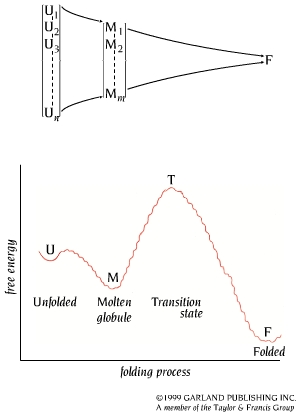 U1
U2
U3
Un
M1
M2
Mm
F
free energy
U
M
T
F
Unfolded
Molten
globule
Transition
state
Folded
folding process
©1999 GARLAND PUBLISHING INC.
A member of the Taylor & Francis Group